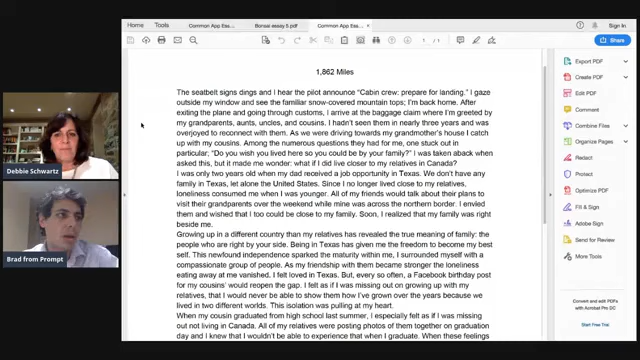 Home
Tools
Common App Ess...
Bonsai essay 5.pdf
Common App Ess...
Sign In
1 / 1
Share
1,862 Miles
The seatbelt signs dings and I hear the pilot announce "Cabin crew: prepare for landing." I gaze
outside my window and see the familiar snow-covered mountain tops; I'm back home. After
exiting the plane and going through customs, I arrive at the baggage claim where I'm greeted by
my grandparents, aunts, uncles, and cousins. I hadn't seen them in nearly three years and was
overjoyed to reconnect with them. As we were driving towards my grandmother's house I catch
up with my cousins. Among the numerous questions they had for me, one stuck out in
particular; "Do you wish you lived here so you could be by your family?" I was taken aback when
asked this, but it made me wonder: what if I did live closer to my relatives in Canada?
I was only two years old when my dad received a job opportunity in Texas. We don't have any
family in Texas, let alone the United States. Since I no longer lived close to my relatives,
loneliness consumed me when I was younger. All of my friends would talk about their plans to
visit their grandparents over the weekend while mine was across the northern border. I envied
them and wished that I too could be close to my family. Soon, I realized that my family was right
beside me.
Growing up in a different country than my relatives has revealed the true meaning of family: the
people who are right by your side. Being in Texas has given me the freedom to become my best
self. This newfound independence sparked the maturity within me, I surrounded myself with a
compassionate group of people. As my friendship with them became stronger the loneliness
eating away at me vanished. I felt loved in Texas. But, every so often, a Facebook birthday post
for my cousins' would reopen the gap. I felt as if I was missing out on growing up with my
relatives, that I would never be able to show them how I've grown over the years because we
lived in two different worlds. This isolation was pulling at my heart.
When my cousin graduated from high school last summer, I especially felt as if I was missing
out not living in Canada. All of my relatives were posting photos of them together on graduation
day and I knew that I wouldn't be able to experience that when I graduate. When these feelings
Export PDF
Create PDF
Edit PDF
Comment
Combine Files
Organize Pages
Redact
Protect
Optimize PDF
Fill & Sign
Adobe Sign
Send for Review
More Tools
Convert and edit PDFs
with Acrobat Pro DC
Start Free Trial
Debbie Schwartz
Brad from Prompt